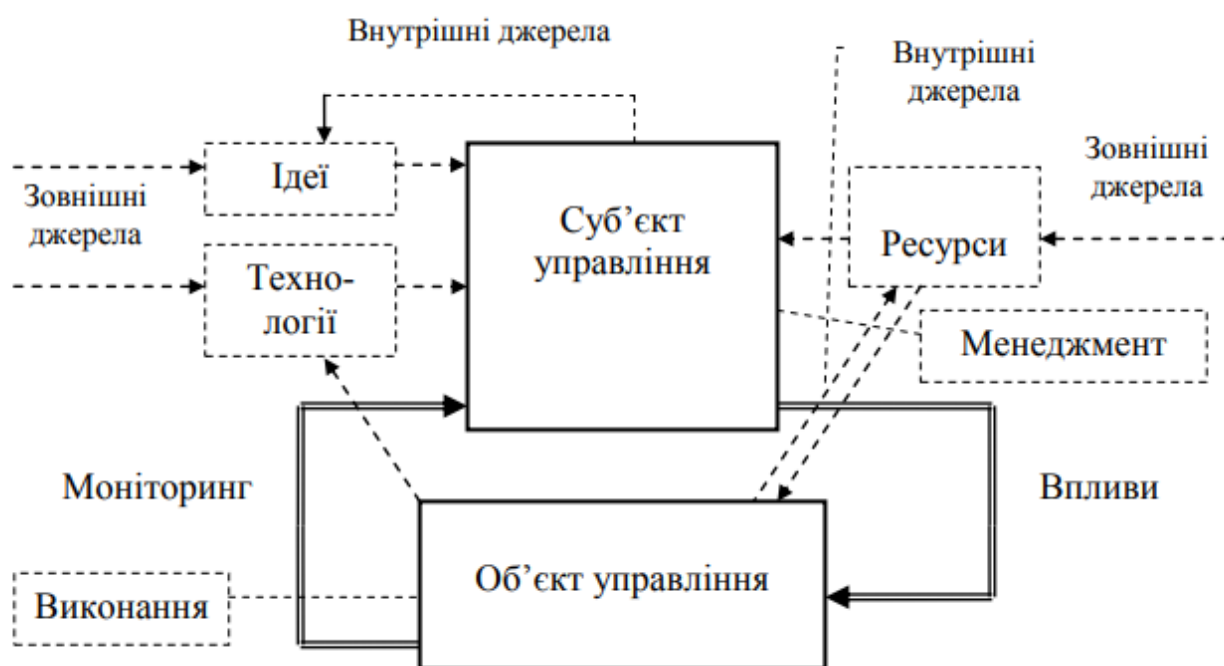 Внутрішні джерела
Внутрішні
джерела
Зовнішні
джерела
Ідеї
Зовнішні
джерела
Техно-
логії
Суб’єкт
управління
Ресурси
Менеджмент
Моніторинг
Впливи
Об’єкт управління
Виконання